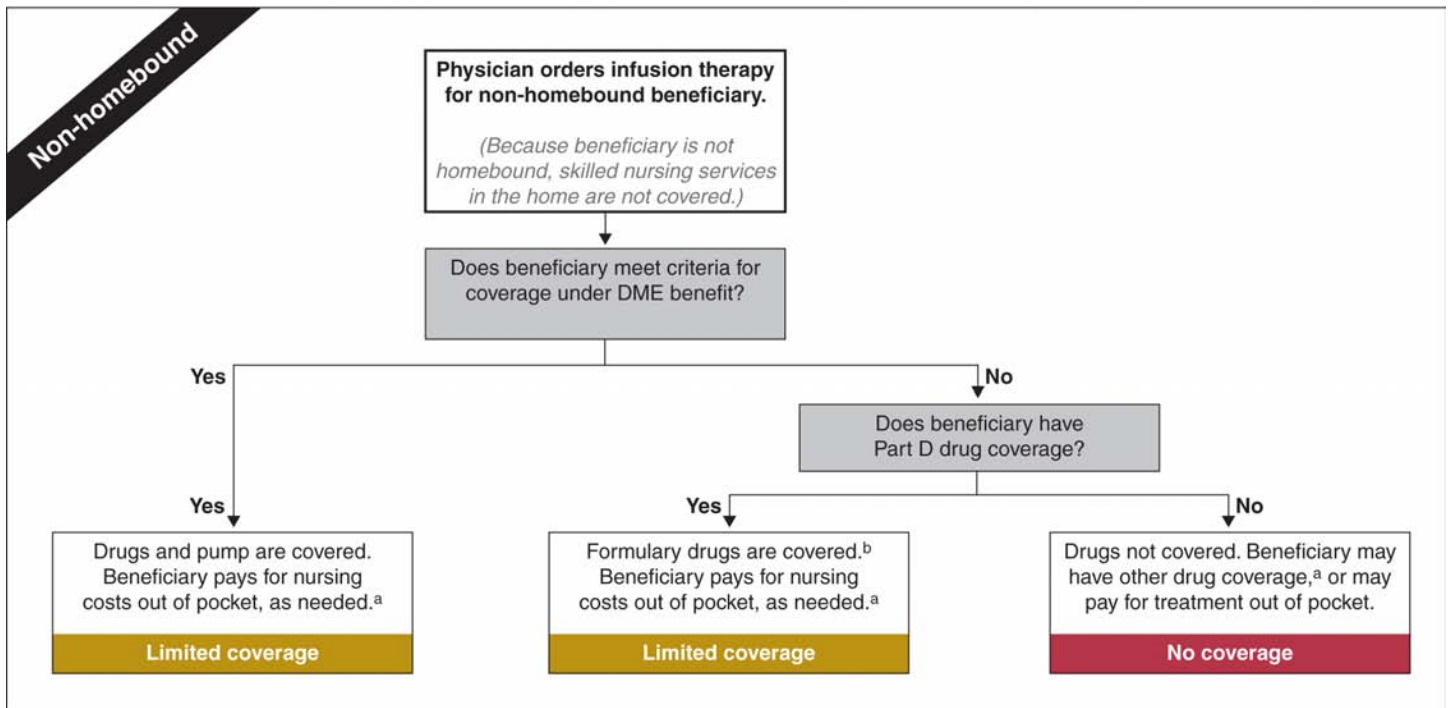 Non-homebound
Physician orders infusion therapy
for non-homebound beneficiary.
(Because beneficiary is not
homebound, skilled nursing services
in the home are not covered.)
Does beneficiary meet criteria for
coverage under DME benefit?
Yes
No
Does beneficiary have
Part D drug coverage?
Yes
Yes
No
Drugs and pump are covered.
Beneficiary pays for nursing
costs out of pocket, as needed.ᵃ
Limited coverage
Formulary drugs are covered.ᵇ
Beneficiary pays for nursing
costs out of pocket, as needed.ᵃ
Limited coverage
Drugs not covered. Beneficiary may
have other drug coverage,ᵃ or may
pay for treatment out of pocket.
No coverage